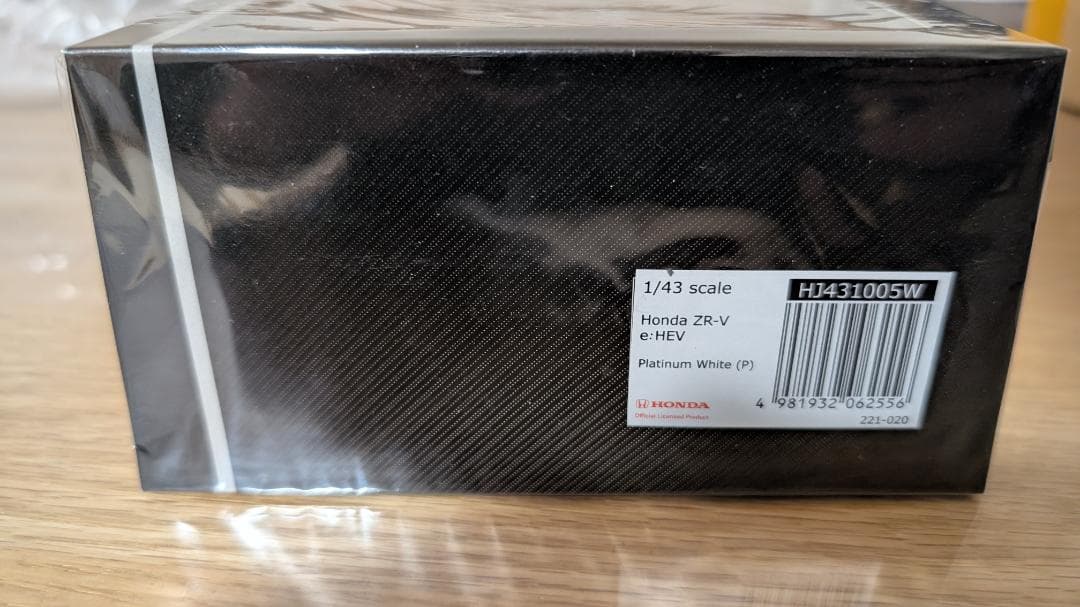 1/43 scale
HJ431005W
Honda ZR-V
e:HEV
Platinum White (P)
HONDA
Official Licensed Product
4 981932 062556
221-020